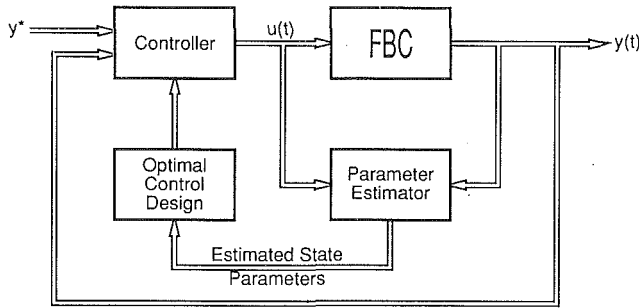 y*
Controller
u(t)
FBC
y(t)
Optimal
Control
Design
Parameter
Estimator
Estimated State
Parameters